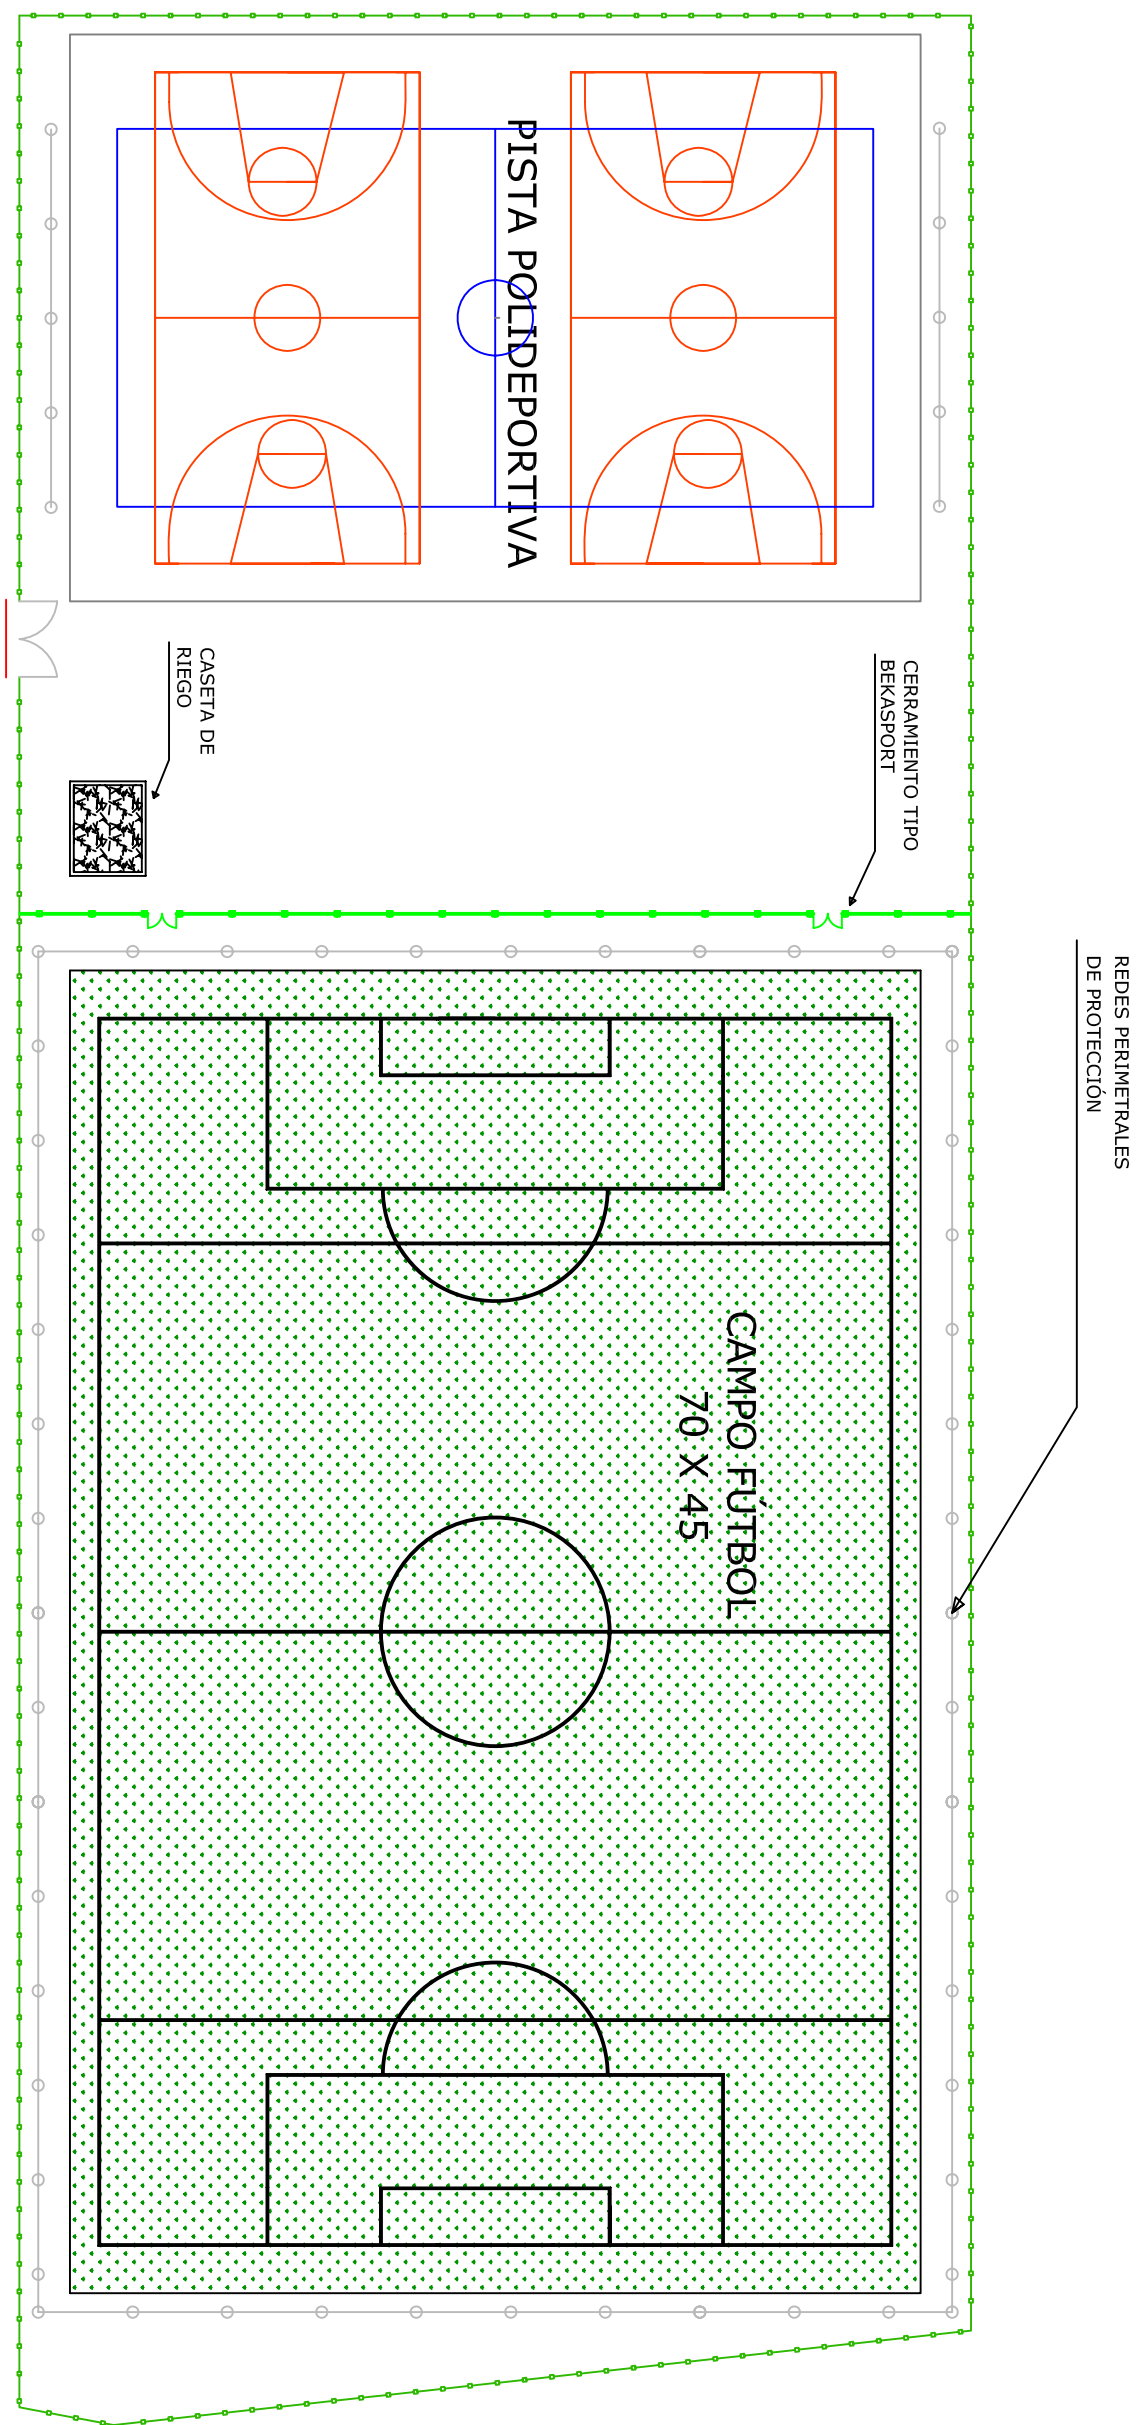 PISTA POLIDEPORTIVA
CASETA DE
RIEGO
CERRAMIENTO TIPO
BEKASPORT
REDES PERIMETRALES
DE PROTECCIÓN
CAMPO FÚTBOL
70 X 45